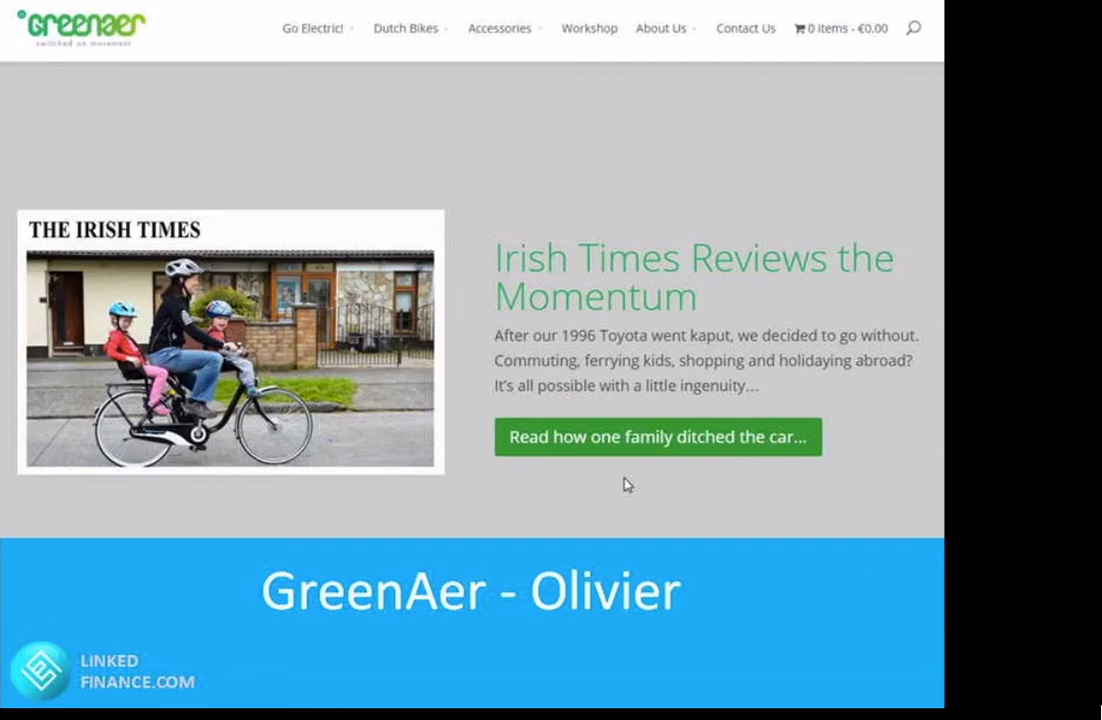 Greenaer
switched on movement
Go Electric! Dutch Bikes Accessories Workshop About Us Contact Us 0 Items - €0.00
THE IRISH TIMES
Irish Times Reviews the
Momentum
After our 1996 Toyota went kaput, we decided to go without.
Commuting, ferrying kids, shopping and holidaying abroad?
It's all possible with a little ingenuity...
Read how one family ditched the car...
GreenAer - Olivier
LINKED
FINANCE.COM